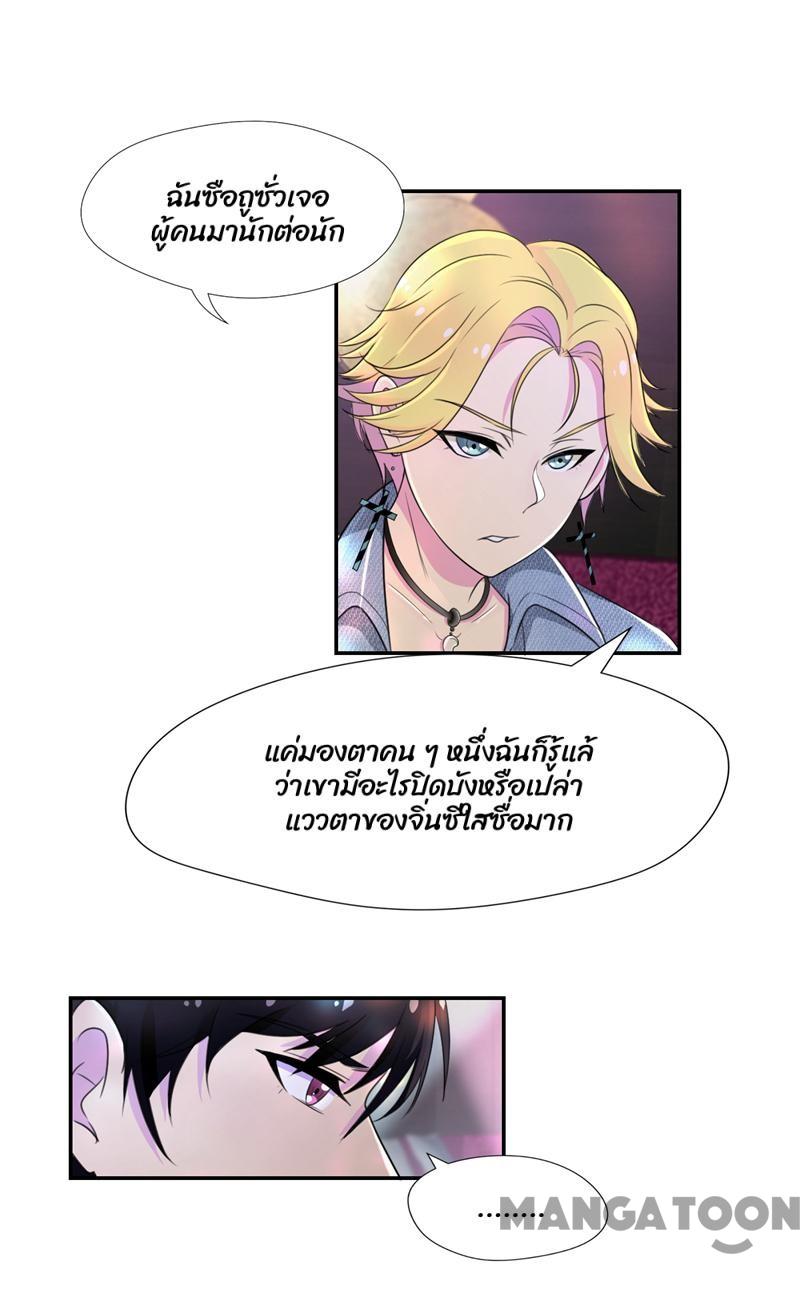 ฉันซือถูซั่วเจอ
ผู้คนมานักต่อนัก
แค่มองตาคน ๆ หนึ่งฉันก็รู้แล้
ว่าเขามีอะไรปิดบังหรือเปล่า
แววตาของจิ่นซีใสซื่อมาก
.........
MANGATOON